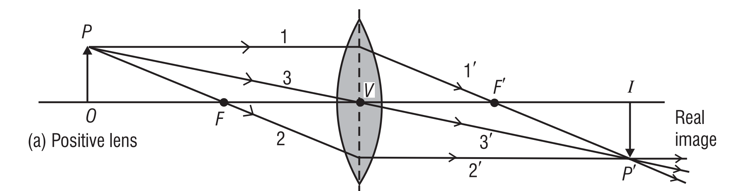 P
1
1′
3
V
F′
I
O
F
Real
image
(a) Positive lens
2
3′
2′
P′